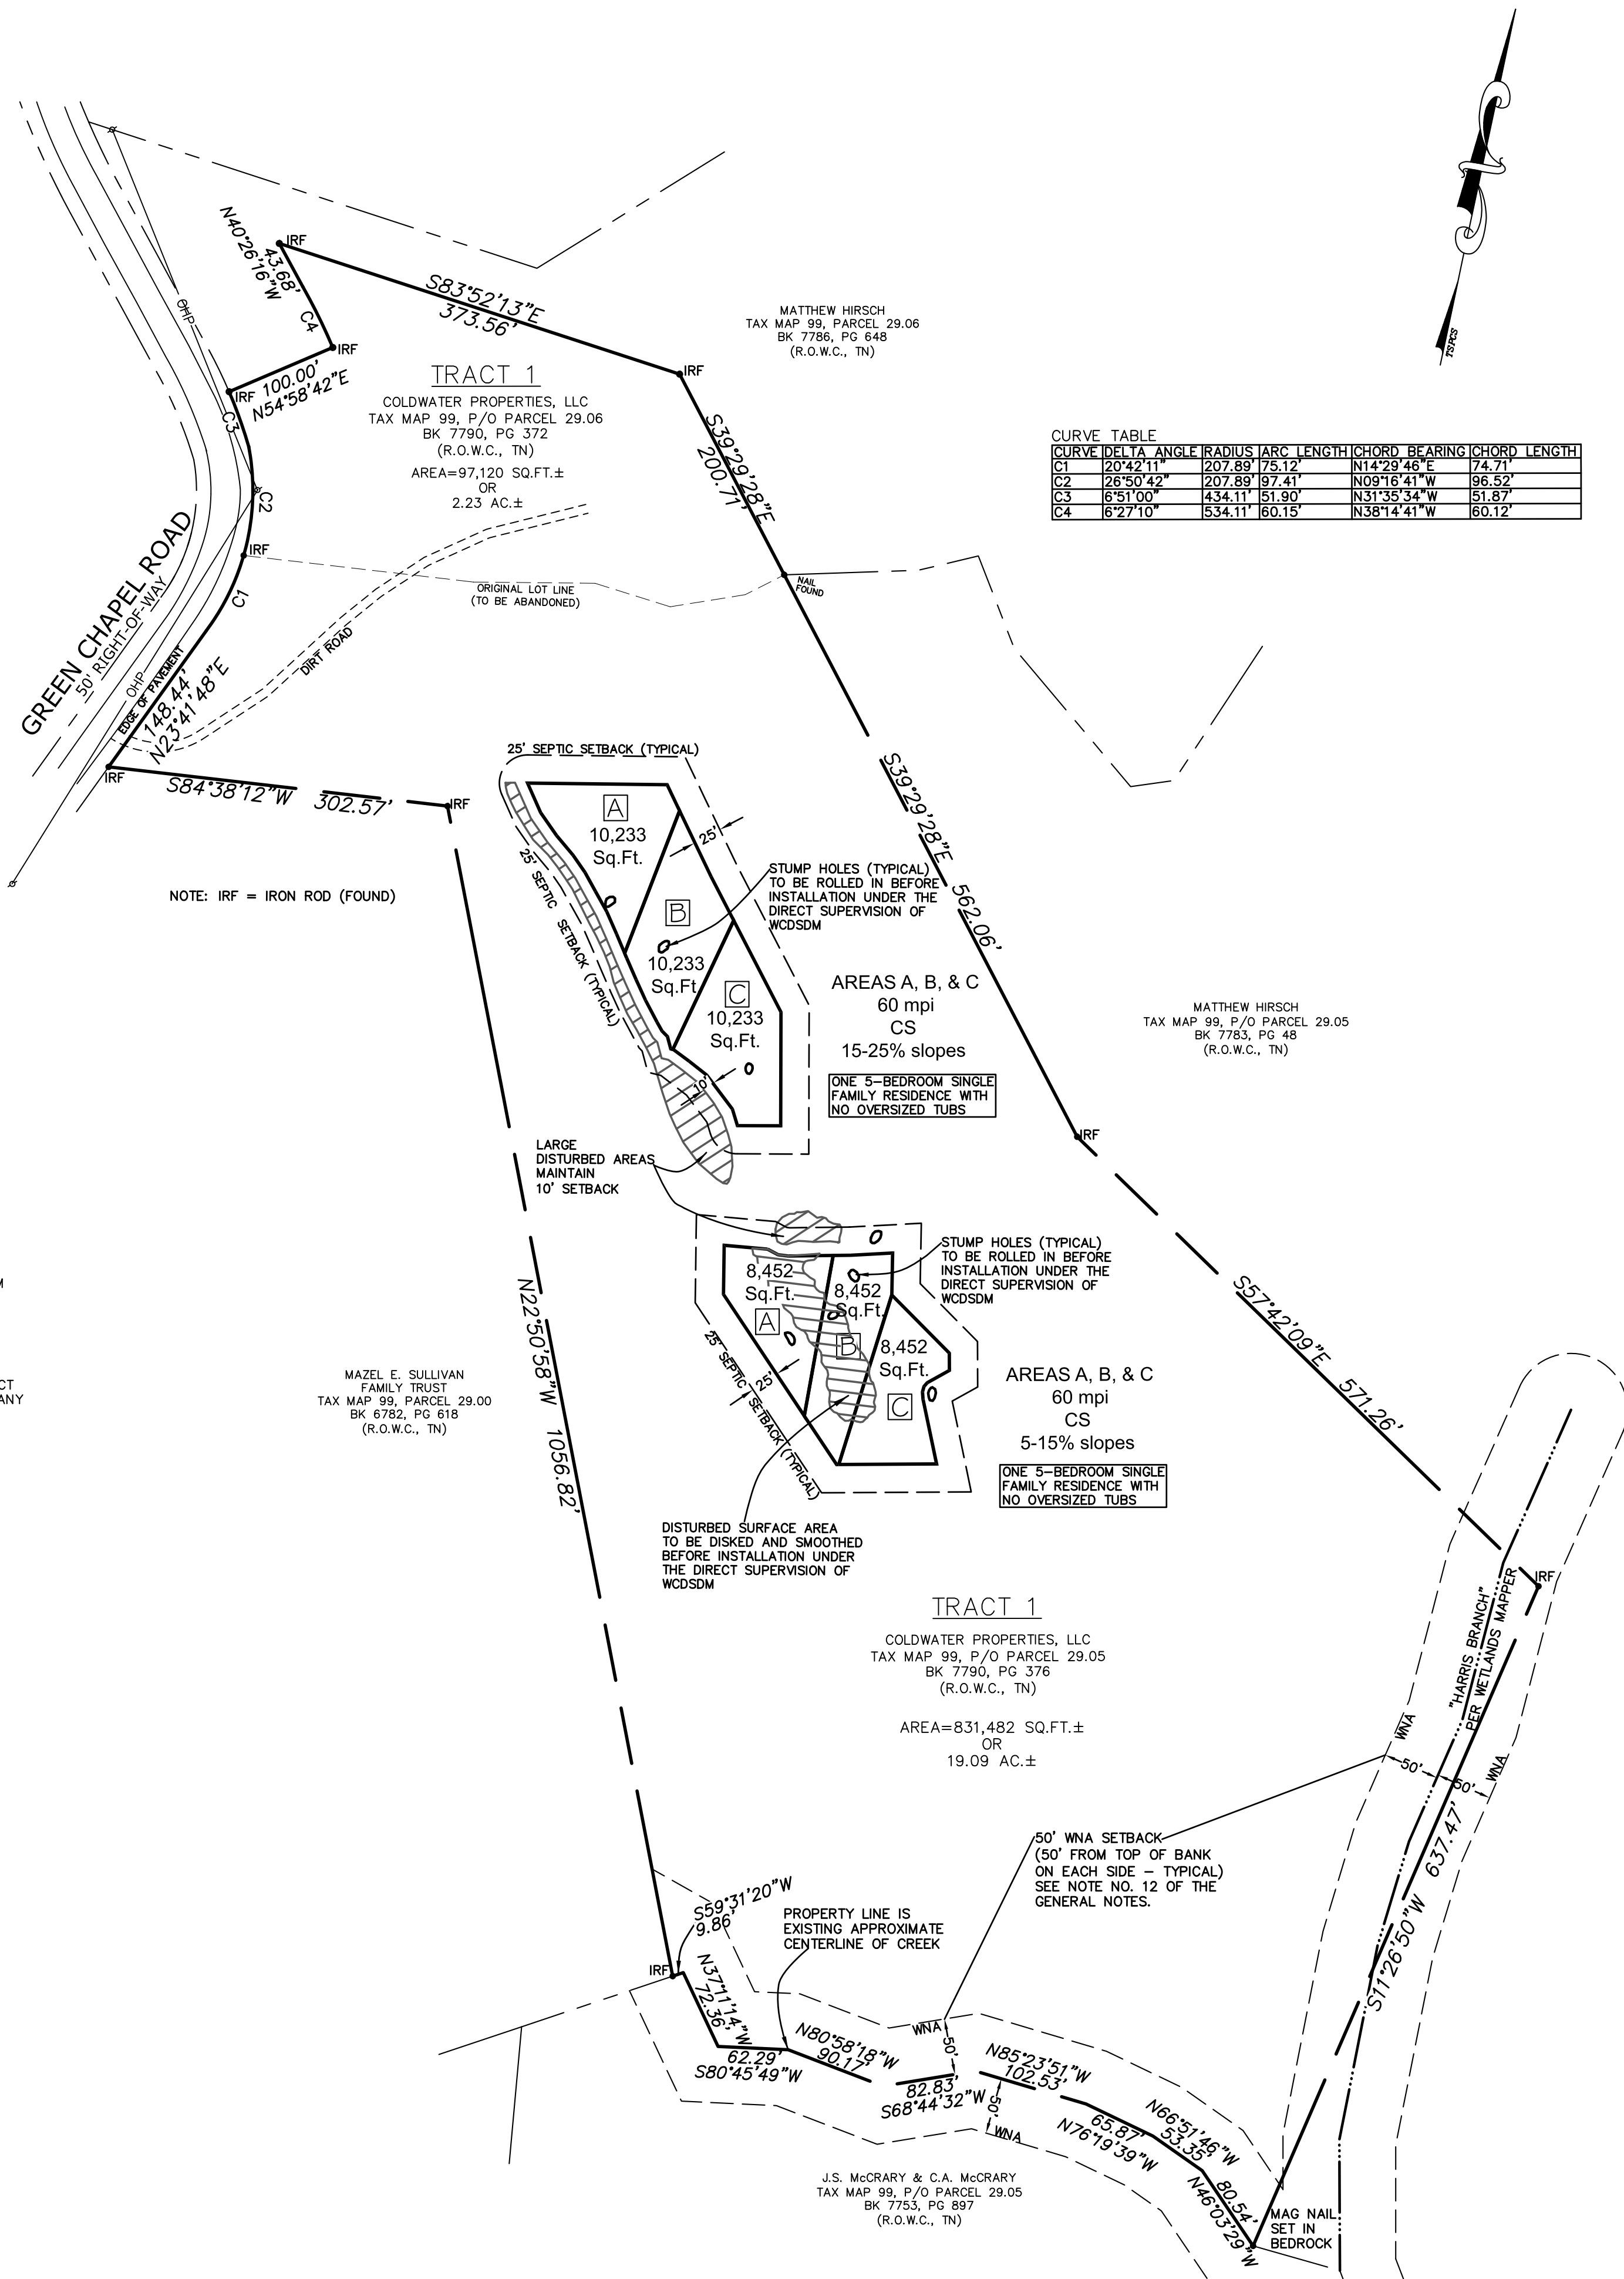 TSPCS
N40°26'16"W
43.68'
C4
IRF
S83°52'13"E
373.56'
IRF
IRF
IRF
100.00'
N54°58'42"E
OHP
C3
C2
TRACT 1
COLDWATER PROPERTIES, LLC
TAX MAP 99, P/O PARCEL 29.06
BK 7790, PG 372
(R.O.W.C., TN)
AREA=97,120 SQ.FT.±
OR
2.23 AC.±
MATTHEW HIRSCH
TAX MAP 99, PARCEL 29.06
BK 7786, PG 648
(R.O.W.C., TN)
S39°29'28"E
200.71'
CURVE TABLE
CURVE DELTA ANGLE RADIUS ARC LENGTH CHORD BEARING CHORD LENGTH
C1 20°42'11" 207.89' 75.12' N14°29'46"E 74.71'
C2 26°50'42" 207.89' 97.41' N09°16'41"W 96.52'
C3 6°51'00" 434.11' 51.90' N31°35'34"W 51.87'
C4 6°27'10" 534.11' 60.15' N38°14'41"W 60.12'
IRF
C1
ORIGINAL LOT LINE
(TO BE ABANDONED)
NAIL
FOUND
GREEN CHAPEL ROAD
50' RIGHT-OF-WAY
OHP
EDGE OF PAVEMENT
148.44'
N23°41'48"E
DIRT ROAD
IRF
S84°38'12"W 302.57'
IRF
NOTE: IRF = IRON ROD (FOUND)
25' SEPTIC SETBACK (TYPICAL)
25' SEPTIC SETBACK (TYPICAL)
A
10,233
Sq.Ft.
25'
B
10,233
Sq.Ft
C
10,233
Sq.Ft.
10'
STUMP HOLES (TYPICAL)
TO BE ROLLED IN BEFORE
INSTALLATION UNDER THE
DIRECT SUPERVISION OF
WCDSDM
S39°29'28"E 562.06'
AREAS A, B, & C
60 mpi
CS
15-25% slopes
ONE 5-BEDROOM SINGLE
FAMILY RESIDENCE WITH
NO OVERSIZED TUBS
MATTHEW HIRSCH
TAX MAP 99, P/O PARCEL 29.05
BK 7783, PG 48
(R.O.W.C., TN)
IRF
LARGE
DISTURBED AREAS
MAINTAIN
10' SETBACK
STUMP HOLES (TYPICAL)
TO BE ROLLED IN BEFORE
INSTALLATION UNDER THE
DIRECT SUPERVISION OF
WCDSDM
8,452
Sq.Ft.
A
8,452
Sq.Ft.
B
8,452
Sq.Ft.
C
25'
25' SEPTIC SETBACK (TYPICAL)
AREAS A, B, & C
60 mpi
CS
5-15% slopes
ONE 5-BEDROOM SINGLE
FAMILY RESIDENCE WITH
NO OVERSIZED TUBS
S57°42'09"E 571.26'
N22°50'58"W 1056.82'
M
CT
ANY
MAZEL E. SULLIVAN
FAMILY TRUST
TAX MAP 99, PARCEL 29.00
BK 6782, PG 618
(R.O.W.C., TN)
DISTURBED SURFACE AREA
TO BE DISKED AND SMOOTHED
BEFORE INSTALLATION UNDER
THE DIRECT SUPERVISION OF
WCDSDM
TRACT 1
COLDWATER PROPERTIES, LLC
TAX MAP 99, P/O PARCEL 29.05
BK 7790, PG 376
(R.O.W.C., TN)
AREA=831,482 SQ.FT.±
OR
19.09 AC.±
IRF
"HARRIS BRANCH"
PER WETLANDS MAPPER
WNA
50'
50'
WNA
S11°26'50"W 637.47'
50' WNA SETBACK
(50' FROM TOP OF BANK
ON EACH SIDE – TYPICAL)
SEE NOTE NO. 12 OF THE
GENERAL NOTES.
S59°31'20"W
9.86'
IRF
PROPERTY LINE IS
EXISTING APPROXIMATE
CENTERLINE OF CREEK
N37°11'14"W
72.36'
62.29'
S80°45'49"W
N80°58'18"W
90.17'
WNA
50'
82.83'
S68°44'32"W
N85°23'51"W
102.53'
50'
WNA
65.87'
N76°19'39"W
N66°51'46"W
53.35'
80.54'
N46°03'29"W
MAG NAIL
SET IN
BEDROCK
J.S. McCRARY & C.A. McCRARY
TAX MAP 99, P/O PARCEL 29.05
BK 7753, PG 897
(R.O.W.C., TN)